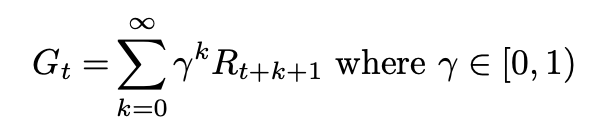 G_t = \sum_{k=0}^{\infty} \gamma^k R_{t+k+1} where \gamma \in [0, 1)